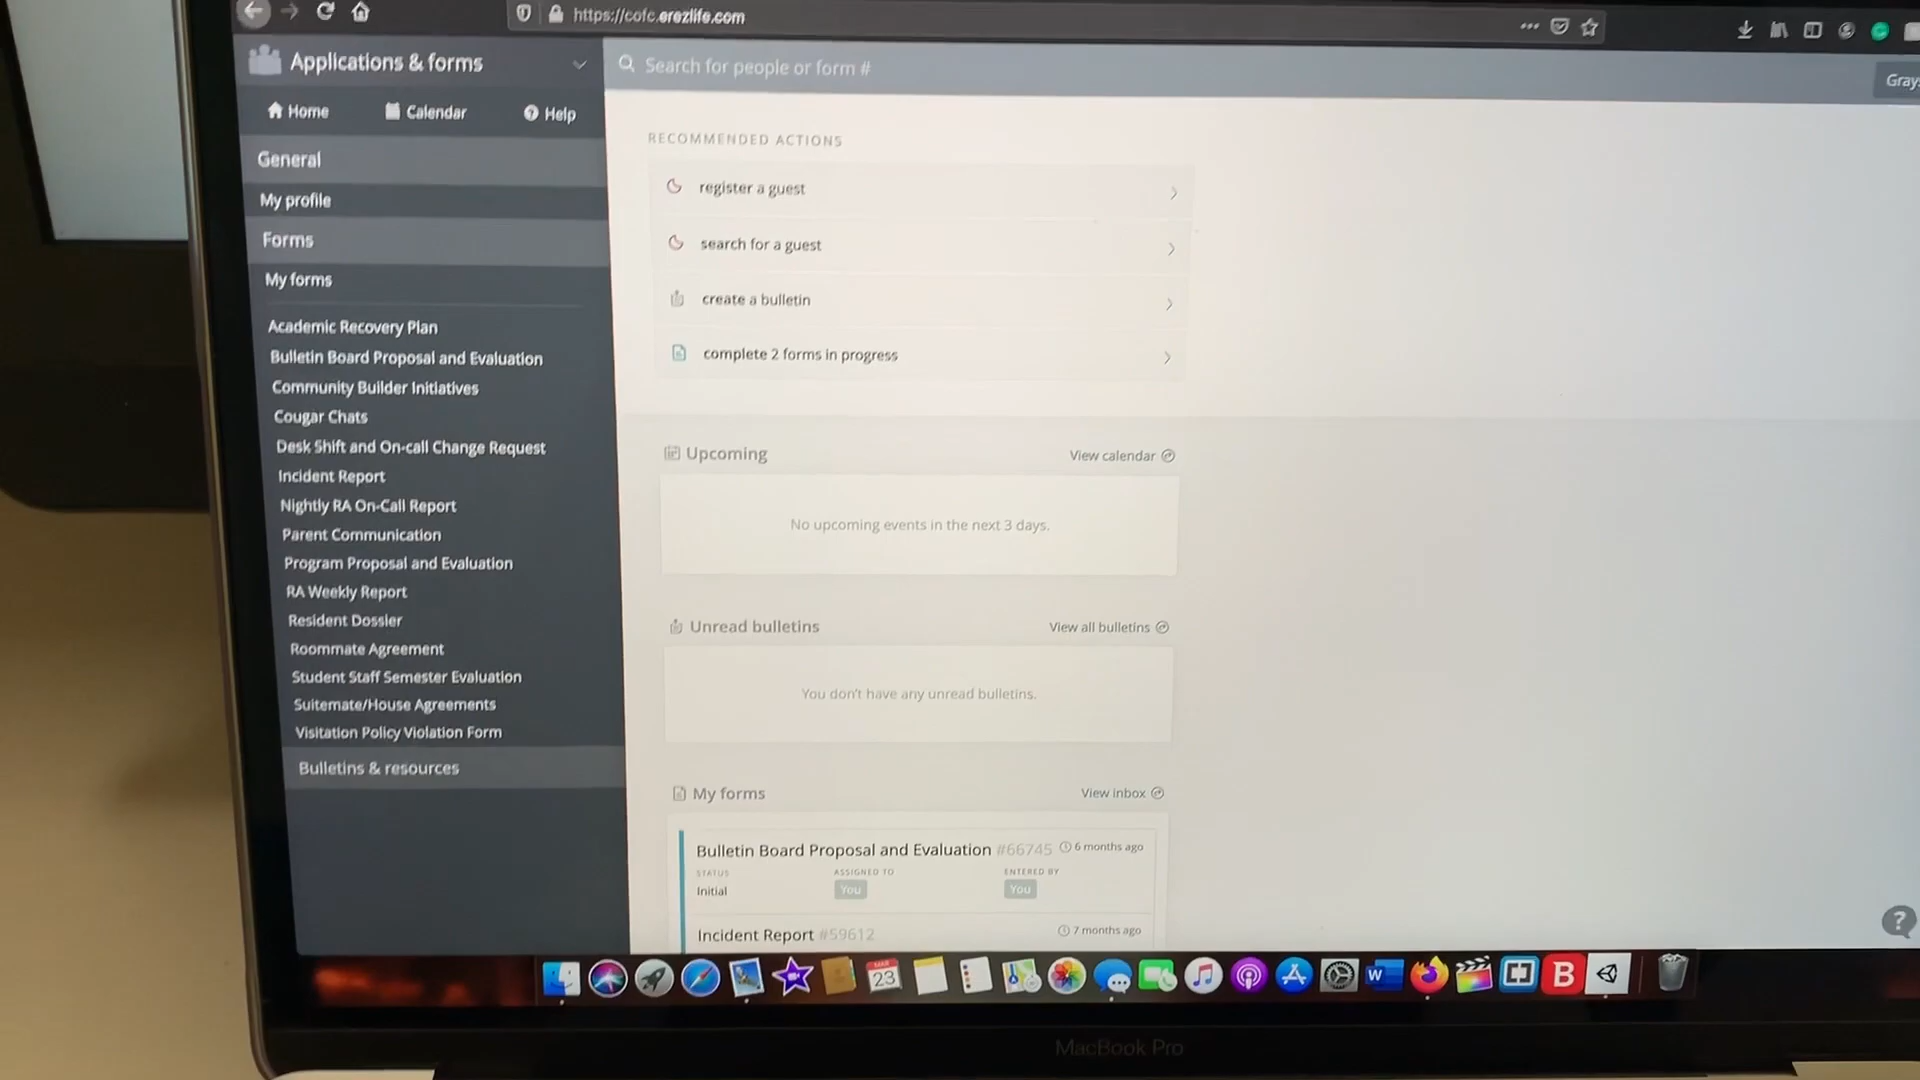 https://cofc.erezlife.com
Applications & forms
Search for people or form #
Home
Calendar
Help
General
My profile
Forms
My forms
Academic Recovery Plan
Bulletin Board Proposal and Evaluation
Community Builder Initiatives
Cougar Chats
Desk Shift and On-call Change Request
Incident Report
Nightly RA On-Call Report
Parent Communication
Program Proposal and Evaluation
RA Weekly Report
Resident Dossier
Roommate Agreement
Student Staff Semester Evaluation
Suitemate/House Agreements
Visitation Policy Violation Form
Bulletins & resources
Gray
RECOMMENDED ACTIONS
register a guest
search for a guest
create a bulletin
complete 2 forms in progress
Upcoming
View calendar
No upcoming events in the next 3 days.
Unread bulletins
View all bulletins
You don't have any unread bulletins.
My forms
View inbox
Bulletin Board Proposal and Evaluation #66745
6 months ago
STATUS
ASSIGNED TO
ENTERED BY
Initial
You
You
Incident Report #59612
7 months ago
?
MAR
23
W
B
MacBook Pro